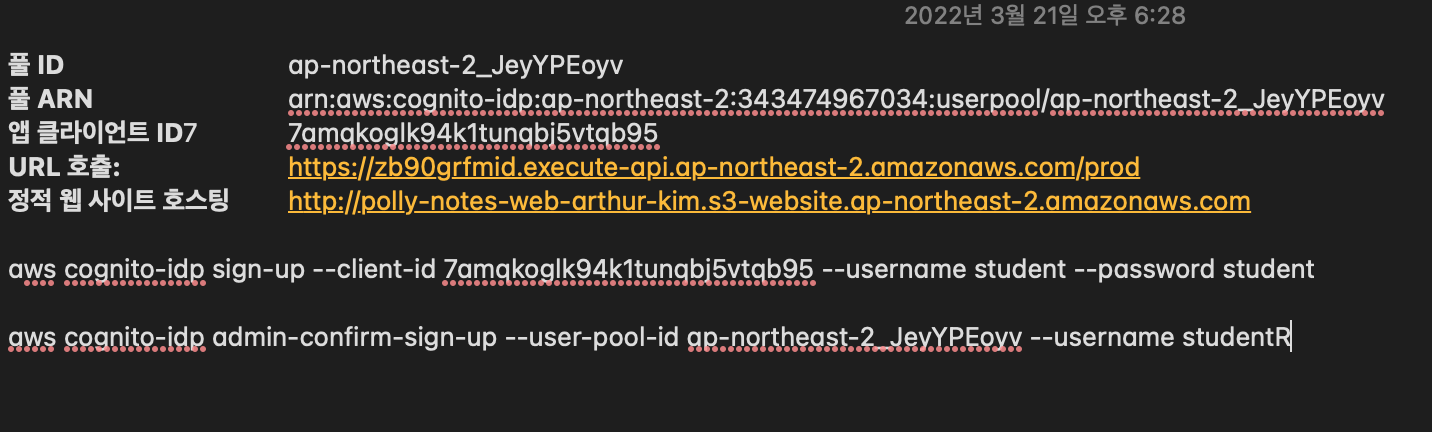 2022년 3월 21일 오후 6:28
풀 ID ap-northeast-2_JeyYPEoyv
풀 ARN arn:aws:cognito-idp:ap-northeast-2:343474967034:userpool/ap-northeast-2_JeyYPEoyv
앱 클라이언트 ID7 7amqkoglk94k1tunqbj5vtqb95
URL 호출: https://zb90grfmid.execute-api.ap-northeast-2.amazonaws.com/prod
정적 웹 사이트 호스팅 http://polly-notes-web-arthur-kim.s3-website.ap-northeast-2.amazonaws.com
aws cognito-idp sign-up --client-id 7amqkoglk94k1tunqbj5vtqb95 --username student --password student
aws cognito-idp admin-confirm-sign-up --user-pool-id ap-northeast-2_JeyYPEoyv --username studentR